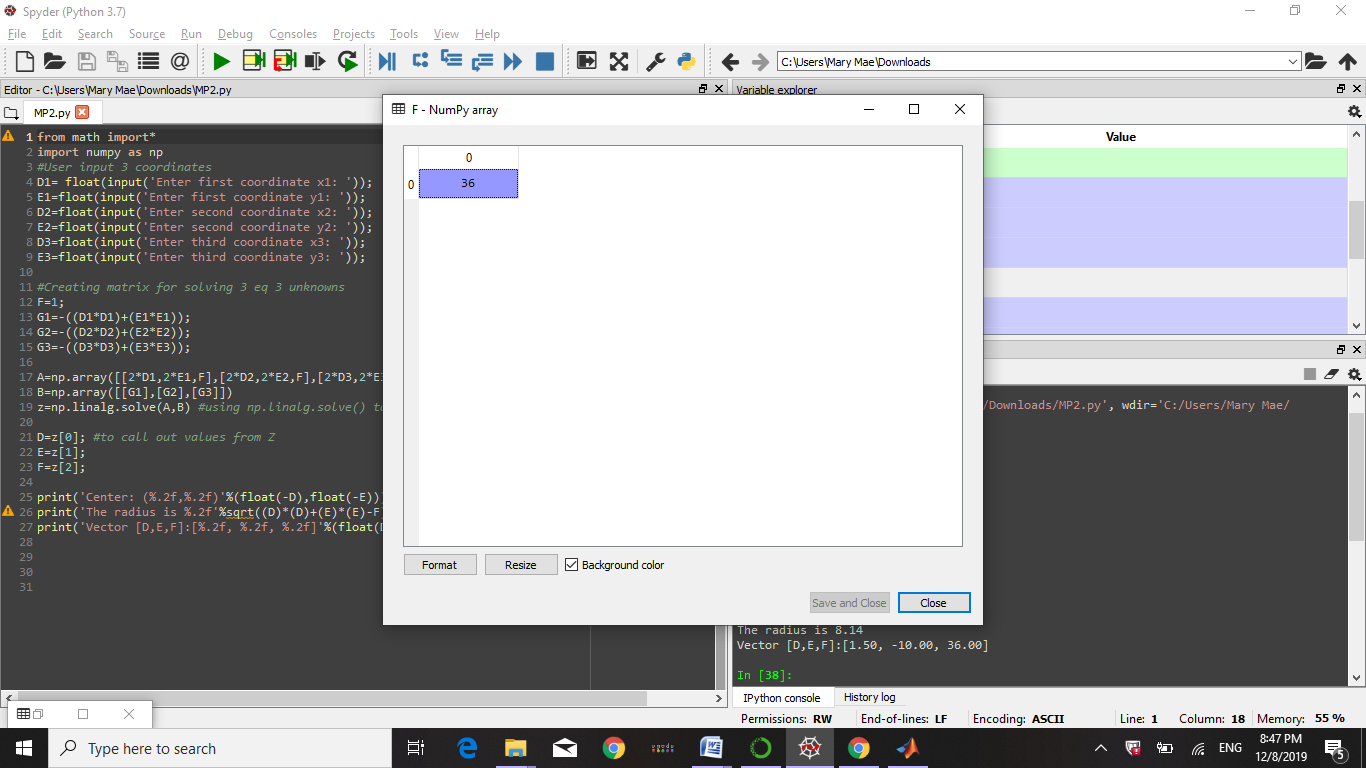 Spyder (Python 3.7)
File Edit Search Source Run Debug Consoles Projects Tools View Help
C:\Users\Mary Mae\Downloads
Editor - C:\Users\Mary Mae\Downloads\MP2.py
Variable explorer
MP2.py
F - NumPy array
Value
0
0 36
1 from math import*
2 import numpy as np
3 #User input 3 coordinates
4 D1= float(input('Enter first coordinate x1: '));
5 E1=float(input('Enter first coordinate y1: '));
6 D2=float(input('Enter second coordinate x2: '));
7 E2=float(input('Enter second coordinate y2: '));
8 D3=float(input('Enter third coordinate x3: '));
9 E3=float(input('Enter third coordinate y3: '));
10
11 #Creating matrix for solving 3 eq 3 unknowns
12 F=1;
13 G1=-((D1*D1)+(E1*E1));
14 G2=-((D2*D2)+(E2*E2));
15 G3=-((D3*D3)+(E3*E3));
16
17 A=np.array([[2*D1,2*E1,F],[2*D2,2*E2,F],[2*D3,2*E3
18 B=np.array([[G1],[G2],[G3]])
19 z=np.linalg.solve(A,B) #using np.linalg.solve() to
20
21 D=z[0]; #to call out values from Z
22 E=z[1];
23 F=z[2];
24
25 print('Center: (%.2f,%.2f)'%(float(-D),float(-E)))
26 print('The radius is %.2f'%sqrt((D)*(D)+(E)*(E)-F)
27 print('Vector [D,E,F]:[%.2f, %.2f, %.2f]'%(float(D
28
29
30
31
Format Resize Background color
Save and Close Close
/Downloads/MP2.py', wdir='C:/Users/Mary Mae/
The radius is 8.14
Vector [D,E,F]:[1.50, -10.00, 36.00]
In [38]:
IPython console History log
Permissions: RW End-of-lines: LF Encoding: ASCII Line: 1 Column: 18 Memory: 55 %
Type here to search
ENG
8:47 PM
12/8/2019
5